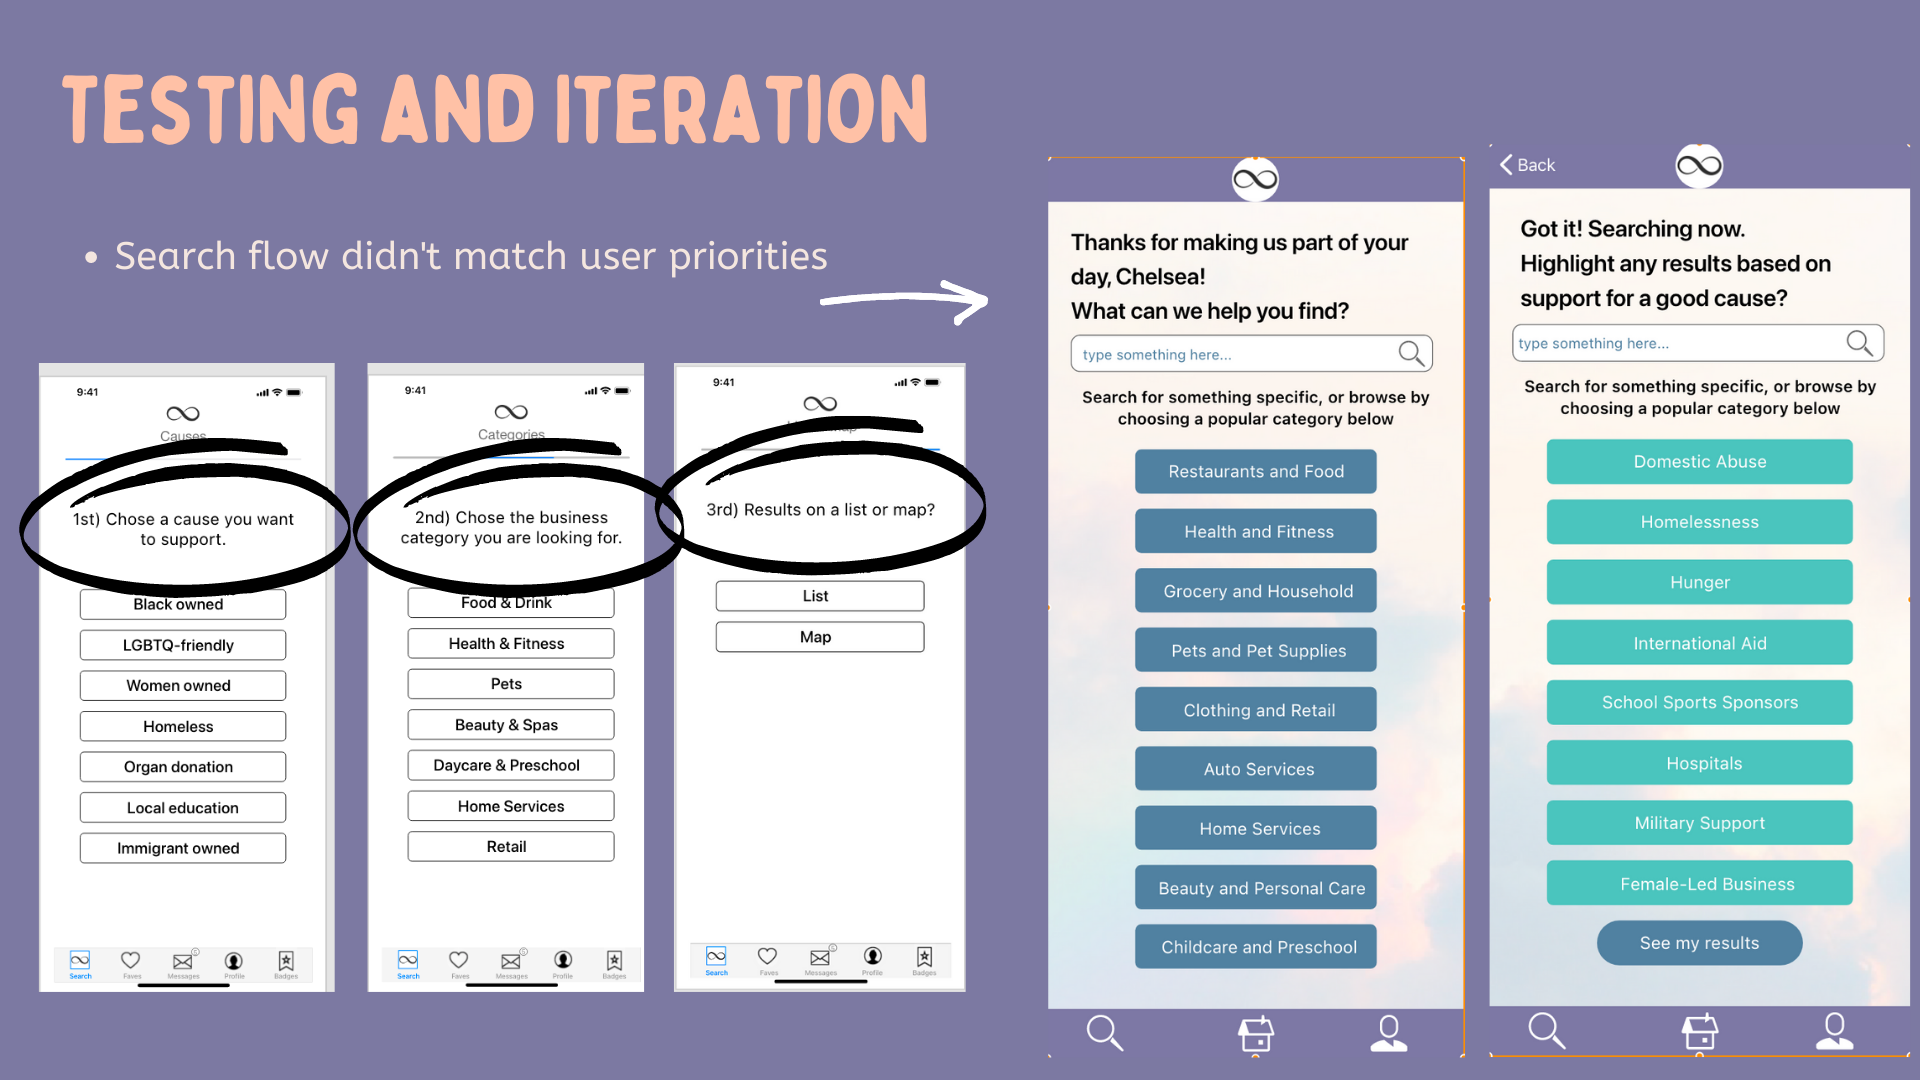 TESTING AND ITERATION
• Search flow didn't match user priorities
9:41
Causes
1st) Chose a cause you want
to support.
Black owned
LGBTQ-friendly
Women owned
Homeless
Organ donation
Local education
Immigrant owned
Search
Faves
Messages
Profile
Badges
9:41
Categories
2nd) Chose the business
category you are looking for.
Food & Drink
Health & Fitness
Pets
Beauty & Spas
Daycare & Preschool
Home Services
Retail
Search
Faves
Messages
Profile
Badges
9:41
3rd) Results on a list or map?
List
Map
Search
Faves
Messages
Profile
Badges
Thanks for making us part of your
day, Chelsea!
What can we help you find?
type something here...
Search for something specific, or browse by
choosing a popular category below
Restaurants and Food
Health and Fitness
Grocery and Household
Pets and Pet Supplies
Clothing and Retail
Auto Services
Home Services
Beauty and Personal Care
Childcare and Preschool
Back
Got it! Searching now.
Highlight any results based on
support for a good cause?
type something here...
Search for something specific, or browse by
choosing a popular category below
Domestic Abuse
Homelessness
Hunger
International Aid
School Sports Sponsors
Hospitals
Military Support
Female-Led Business
See my results